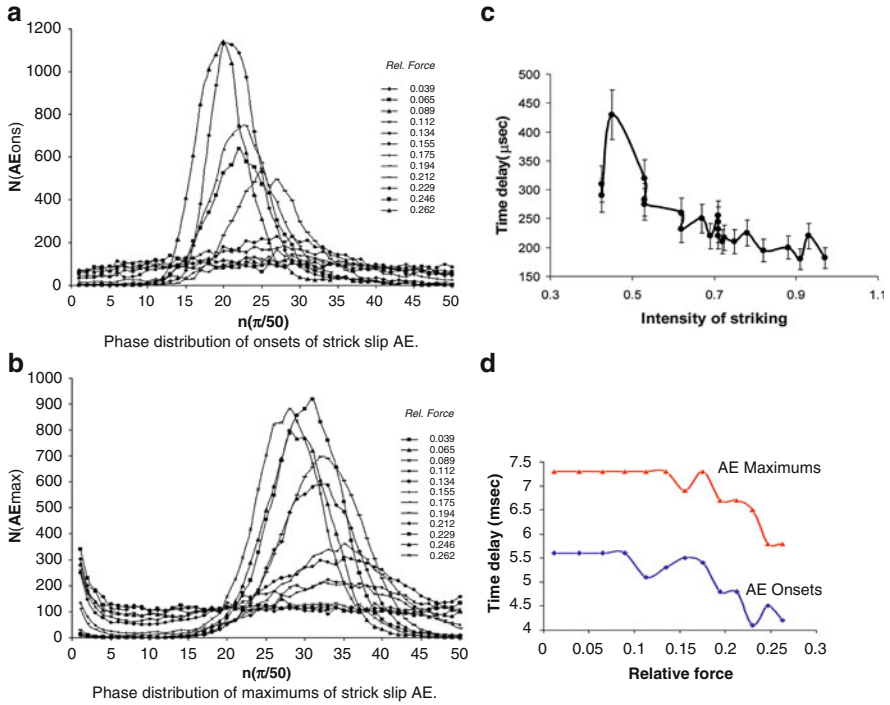 a
1200
1000
800
600
400
200
0
N(AEons)
0 5 10 15 20 25 30 35 40 45 50
n(π/50)
Rel. Force
0.039
0.065
0.089
0.112
0.134
0.155
0.175
0.194
0.212
0.229
0.246
0.262
Phase distribution of onsets of strick slip AE.
b
1000
900
800
700
600
500
400
300
200
100
0
N(AEmax)
0 5 10 15 20 25 30 35 40 45 50
n(π/50)
Rel. Force
0.039
0.065
0.089
0.112
0.134
0.155
0.175
0.194
0.212
0.229
0.246
0.262
Phase distribution of maximums of strick slip AE.
c
500
450
400
350
300
250
200
150
Time delay(μsec)
0.3 0.5 0.7 0.9 1.1
Intensity of striking
d
7.5
7
6.5
6
5.5
5
4.5
4
Time delay (msec)
AE Maximums
AE Onsets
0 0.05 0.1 0.15 0.2 0.25 0.3
Relative force